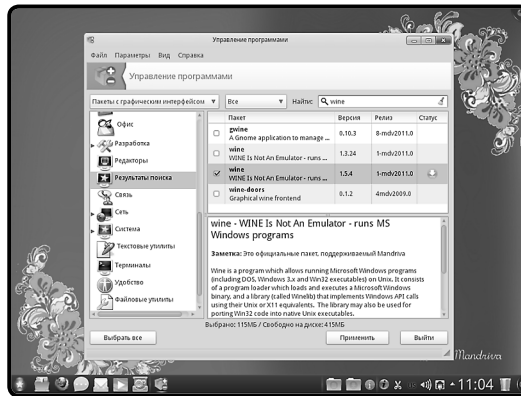 Управление программами
Файл Параметры Вид Справка
Управление программами
Пакеты с графическим интерфейсом Все Найти: wine
Пакет Версия Релиз Статус
Офис
Разработка
Редакторы
Результаты поиска
Связь
Сеть
Система
Текстовые утилиты
Терминалы
Удобство
Файловые утилиты
gwine 0.10.3 8-mdv2011.0
A Gnome application to manage ...
wine 1.3.24 1-mdv2011.0
WINE Is Not An Emulator - runs ...
wine 1.5.4 1-mdv2011.0
WINE Is Not An Emulator - runs ...
wine-doors 0.1.2 4mdv2009.0
Graphical wine frontend
wine - WINE Is Not An Emulator - runs MS
Windows programs
Заметка: Это официальные пакет, поддерживаемый Mandriva
Wine is a program which allows running Microsoft Windows programs
(including DOS, Windows 3.x and Win32 executables) on Unix. It consists
of a program loader which loads and executes a Microsoft Windows
binary, and a library (called Winelib) that implements Windows API calls
using their Unix or X11 equivalents. The library may also be used for
porting Win32 code into native Unix executables.
Выбрано: 115МБ / Свободно на диске: 415МБ
Выбрать все Применить Выйти
Mandriva
11:04